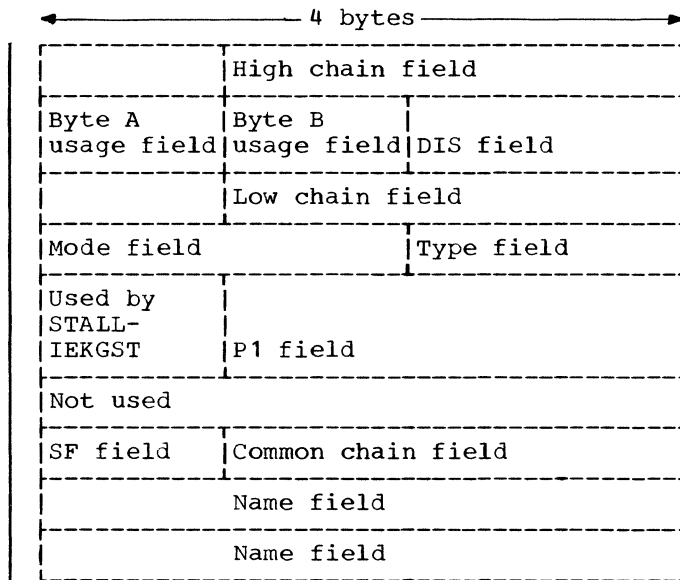 4 bytes
High chain field
Byte A Byte B
usage field usage field DIS field
Low chain field
Mode field Type field
Used by
STALL-
IEKGST P1 field
Not used
SF field Common chain field
Name field
Name field